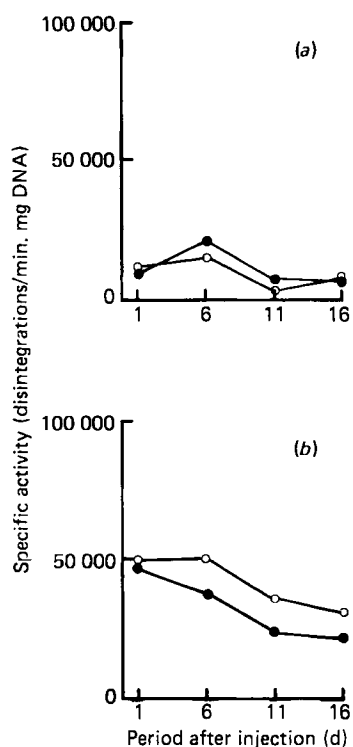 Specific activity (disintegrations/min. mg DNA)
100 000
(a)
50 000
0
1 6 11 16
100 000
(b)
50 000
0
1 6 11 16
Period after injection (d)